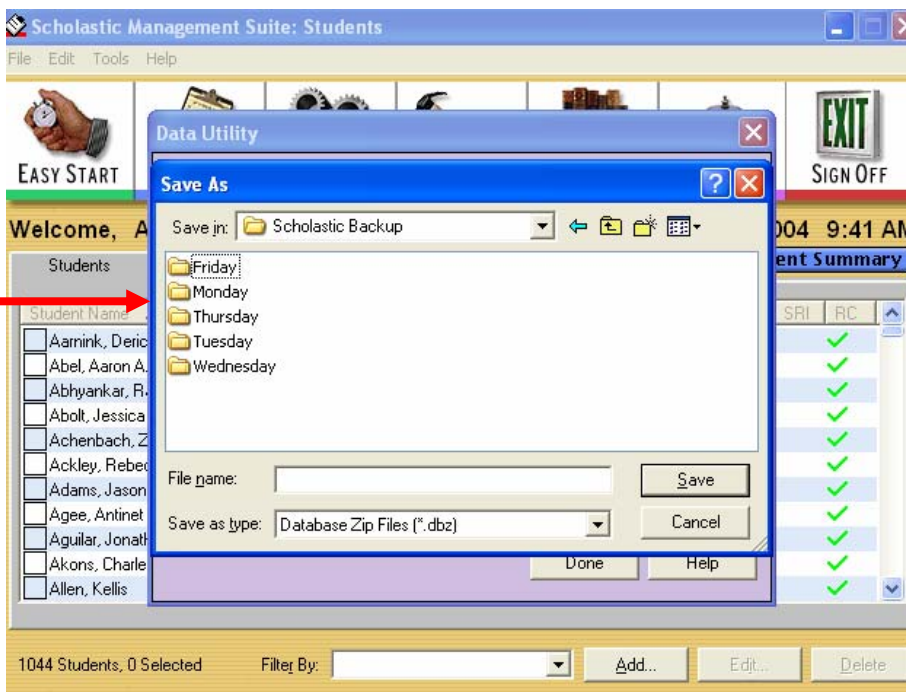 Scholastic Management Suite: Students
File Edit Tools Help
EASY START
SIGN OFF
EXIT
Data Utility
Save As
Welcome, A
004 9:41 AM
Save in: Scholastic Backup
Students
ent Summary
Friday
Monday
Thursday
Tuesday
Wednesday
Student Name
SRI RC
Aarnink, Deric
Abel, Aaron A.
Abhyankar, R
Abolt, Jessica
Achenbach, Z
Ackley, Rebec
Adams, Jason
Agee, Antinet
Aguilar, Jonath
Akons, Charle
Allen, Kellis
File name:
Save
Save as type: Database Zip Files (*.dbz)
Cancel
Done Help
1044 Students, 0 Selected Filter By: Add... Edit... Delete